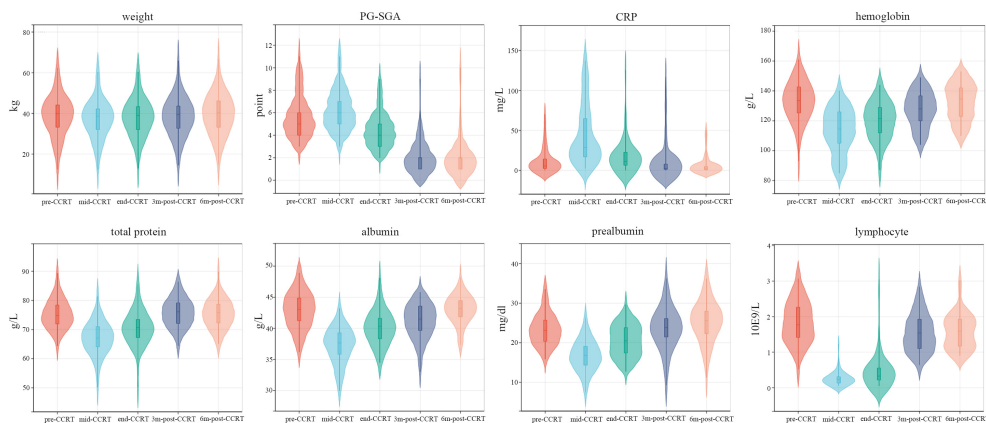 weight
PG-SGA
CRP
hemoglobin
80
60
40
20
kg
pre-CCRT mid-CCRT end-CCRT 3m-post-CCRT 6m-post-CCRT
12
10
8
6
4
2
0
point
pre-CCRT mid-CCRT end-CCRT 3m-post-CCRT 6m-post-CCRT
150
100
50
0
mg/L
pre-CCRT mid-CCRT end-CCRT 3m-post-CCRT 6m-post-CCRT
180
160
140
120
100
80
g/L
pre-CCRT mid-CCRT end-CCRT 3m-post-CCRT 6m-post-CCRT
total protein
albumin
prealbumin
lymphocyte
90
80
70
60
50
g/L
pre-CCRT mid-CCRT end-CCRT 3m-post-CCRT 6m-post-CCRT
50
45
40
35
30
g/L
pre-CCRT mid-CCRT end-CCRT 3m-post-CCRT 6m-post-CCRT
40
30
20
10
mg/dl
pre-CCRT mid-CCRT end-CCRT 3m-post-CCRT 6m-post-CCRT
4
3
2
1
0
10E9/L
pre-CCRT mid-CCRT end-CCRT 3m-post-CCRT 6m-post-CCRT